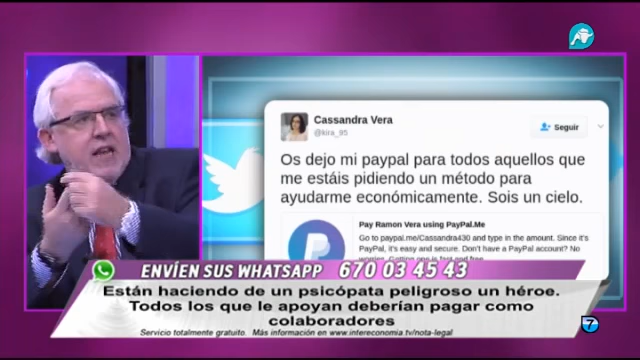 Cassandra Vera
@kira_95
Seguir
Os dejo mi paypal para todos aquellos que
me estáis pidiendo un método para
ayudarme económicamente. Sois un cielo.
Pay Ramon Vera using PayPal.Me
Go to paypal.me/Cassandra430 and type in the amount. Since it's
PayPal, it's easy and secure. Don't have a PayPal account? No
ENVÍEN SUS WHATSAPP 670 03 45 43
Están haciendo de un psicópata peligroso un héroe.
Todos los que le apoyan deberían pagar como
colaboradores
Servicio totalmente gratuito. Más información en www.intereconomia.tv/nota-legal
7